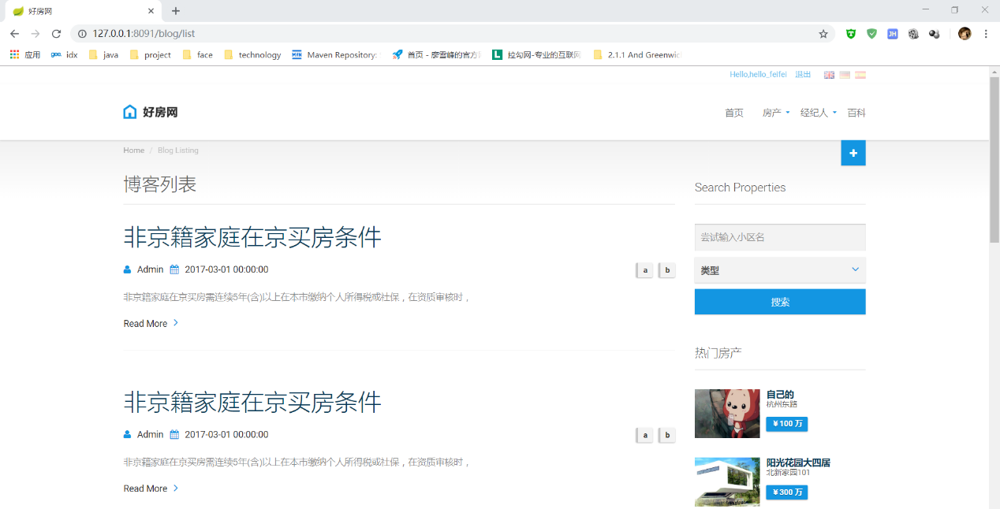 好房网
127.0.0.1:8091/blog/list
应用 idx java project face technology Maven Repository: 首页 - 廖雪峰的官方 拉勾网-专业的互联网 2.1.1 And Greenwic
Hello,hello_feifei 退出
好房网
首页 房产 经纪人 百科
Home / Blog Listing
+
博客列表
非京籍家庭在京买房条件
Admin 2017-03-01 00:00:00 a b
非京籍家庭在京买房需连续5年(含)以上在本市缴纳个人所得税或社保，在资质审核时，
Read More
非京籍家庭在京买房条件
Admin 2017-03-01 00:00:00 a b
非京籍家庭在京买房需连续5年(含)以上在本市缴纳个人所得税或社保，在资质审核时，
Read More
Search Properties
尝试输入小区名
类型
搜索
热门房产
自己的
杭州东路
¥100 万
阳光花园大四居
北新家园101
¥300 万